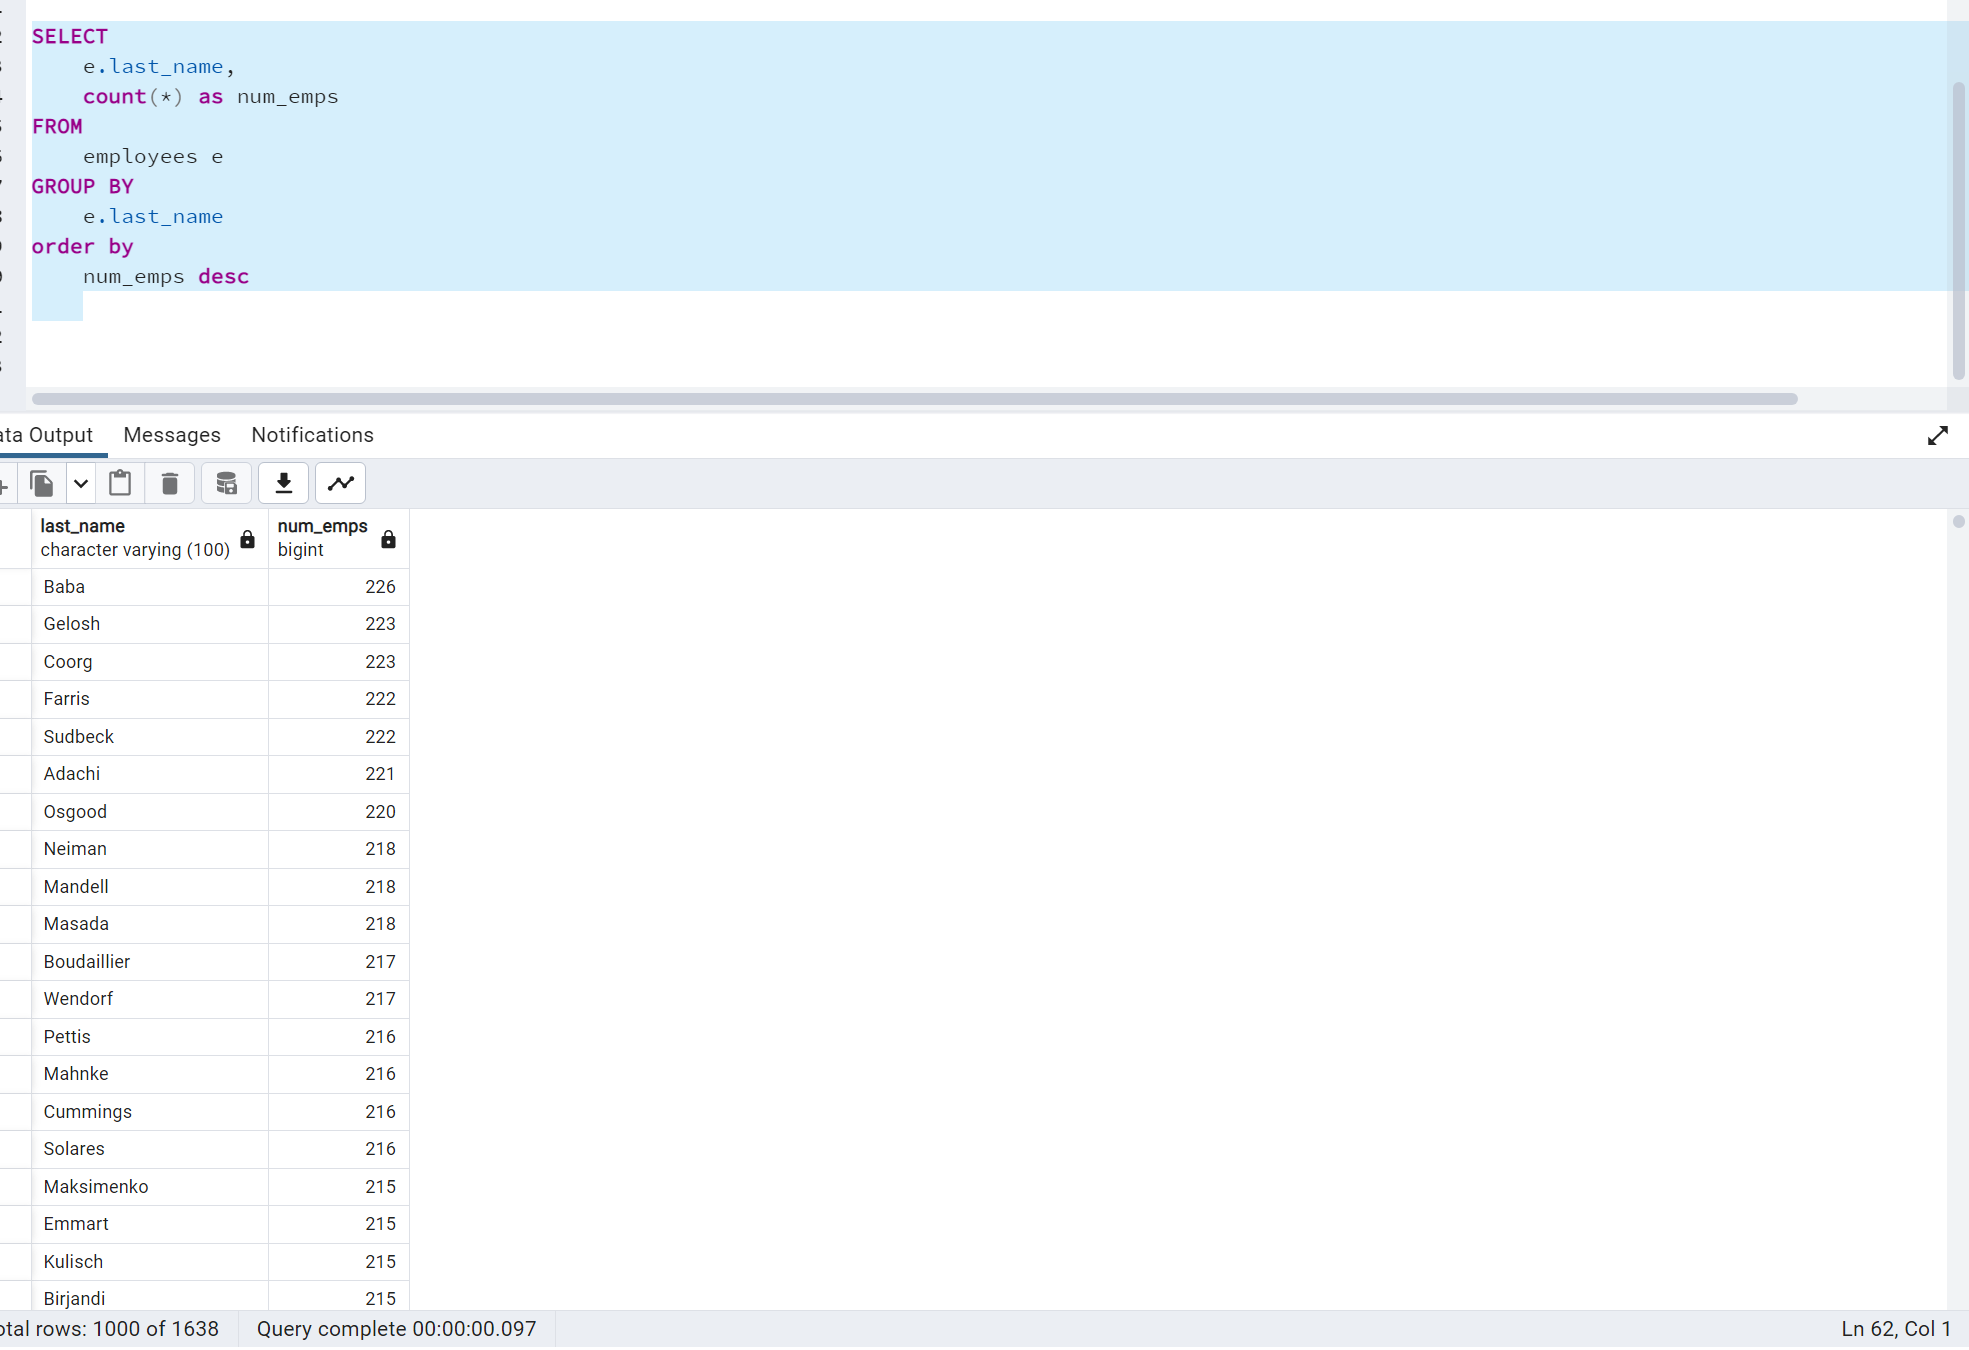 SELECT
e.last_name,
count(*) as num_emps
FROM
employees e
GROUP BY
e.last_name
order by
num_emps desc
Output Messages Notifications
last_name num_emps
character varying (100) bigint
Baba 226
Gelosh 223
Coorg 223
Farris 222
Sudbeck 222
Adachi 221
Osgood 220
Neiman 218
Mandell 218
Masada 218
Boudaillier 217
Wendorf 217
Pettis 216
Mahnke 216
Cummings 216
Solares 216
Maksimenko 215
Emmart 215
Kulisch 215
Birjandi 215
rows: 1000 of 1638 Query complete 00:00:00.097 Ln 62, Col 1